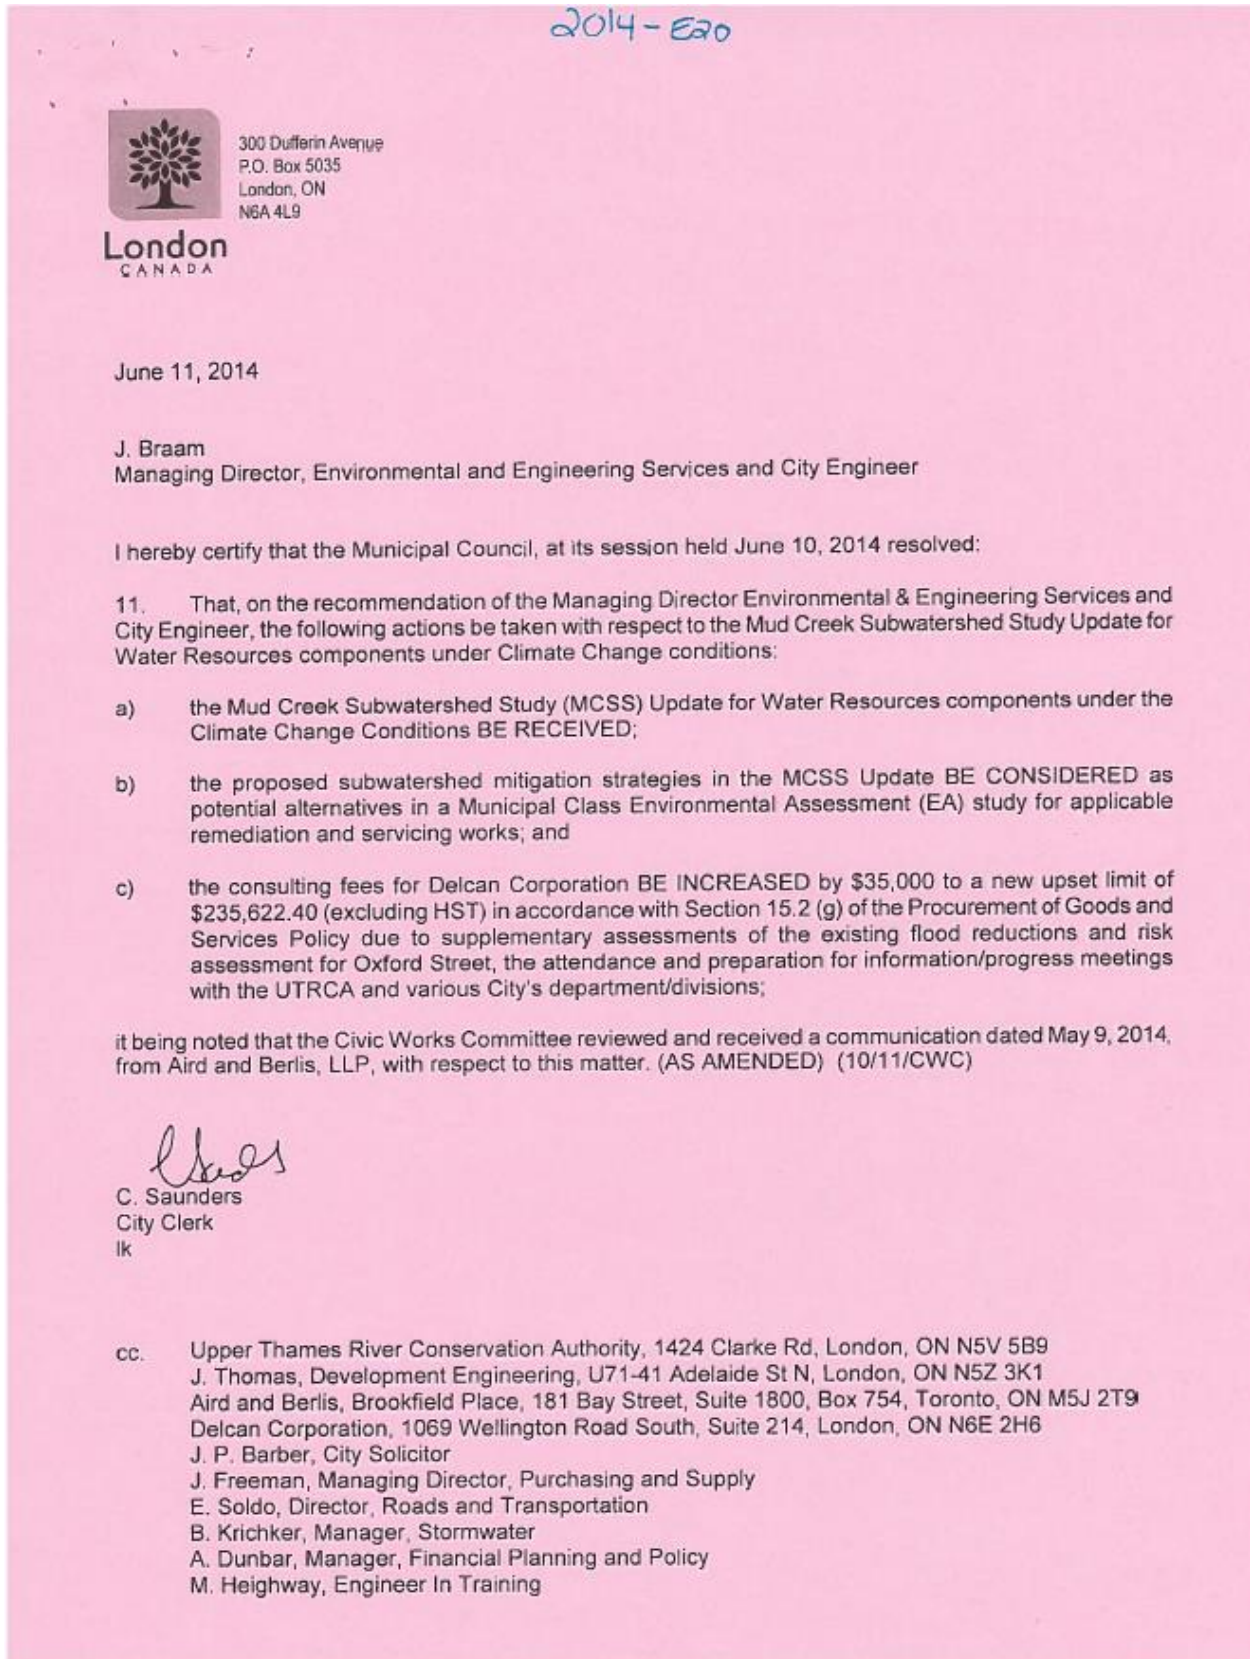 2014-E20
300 Dufferin Avenue
P.O. Box 5035
London, ON
N6A 4L9
London
CANADA
June 11, 2014
J. Braam
Managing Director, Environmental and Engineering Services and City Engineer
I hereby certify that the Municipal Council, at its session held June 10, 2014 resolved:
11. That, on the recommendation of the Managing Director Environmental & Engineering Services and
City Engineer, the following actions be taken with respect to the Mud Creek Subwatershed Study Update for
Water Resources components under Climate Change conditions:
a) the Mud Creek Subwatershed Study (MCSS) Update for Water Resources components under the
Climate Change Conditions BE RECEIVED;
b) the proposed subwatershed mitigation strategies in the MCSS Update BE CONSIDERED as
potential alternatives in a Municipal Class Environmental Assessment (EA) study for applicable
remediation and servicing works; and
c) the consulting fees for Delcan Corporation BE INCREASED by $35,000 to a new upset limit of
$235,622.40 (excluding HST) in accordance with Section 15.2 (g) of the Procurement of Goods and
Services Policy due to supplementary assessments of the existing flood reductions and risk
assessment for Oxford Street, the attendance and preparation for information/progress meetings
with the UTRCA and various City's department/divisions;
it being noted that the Civic Works Committee reviewed and received a communication dated May 9, 2014,
from Aird and Berlis, LLP, with respect to this matter. (AS AMENDED) (10/11/CWC)
C. Saunders
City Clerk
lk
cc. Upper Thames River Conservation Authority, 1424 Clarke Rd, London, ON N5V 5B9
J. Thomas, Development Engineering, U71-41 Adelaide St N, London, ON N5Z 3K1
Aird and Berlis, Brookfield Place, 181 Bay Street, Suite 1800, Box 754, Toronto, ON M5J 2T9
Delcan Corporation, 1069 Wellington Road South, Suite 214, London, ON N6E 2H6
J. P. Barber, City Solicitor
J. Freeman, Managing Director, Purchasing and Supply
E. Soldo, Director, Roads and Transportation
B. Krichker, Manager, Stormwater
A. Dunbar, Manager, Financial Planning and Policy
M. Heighway, Engineer In Training